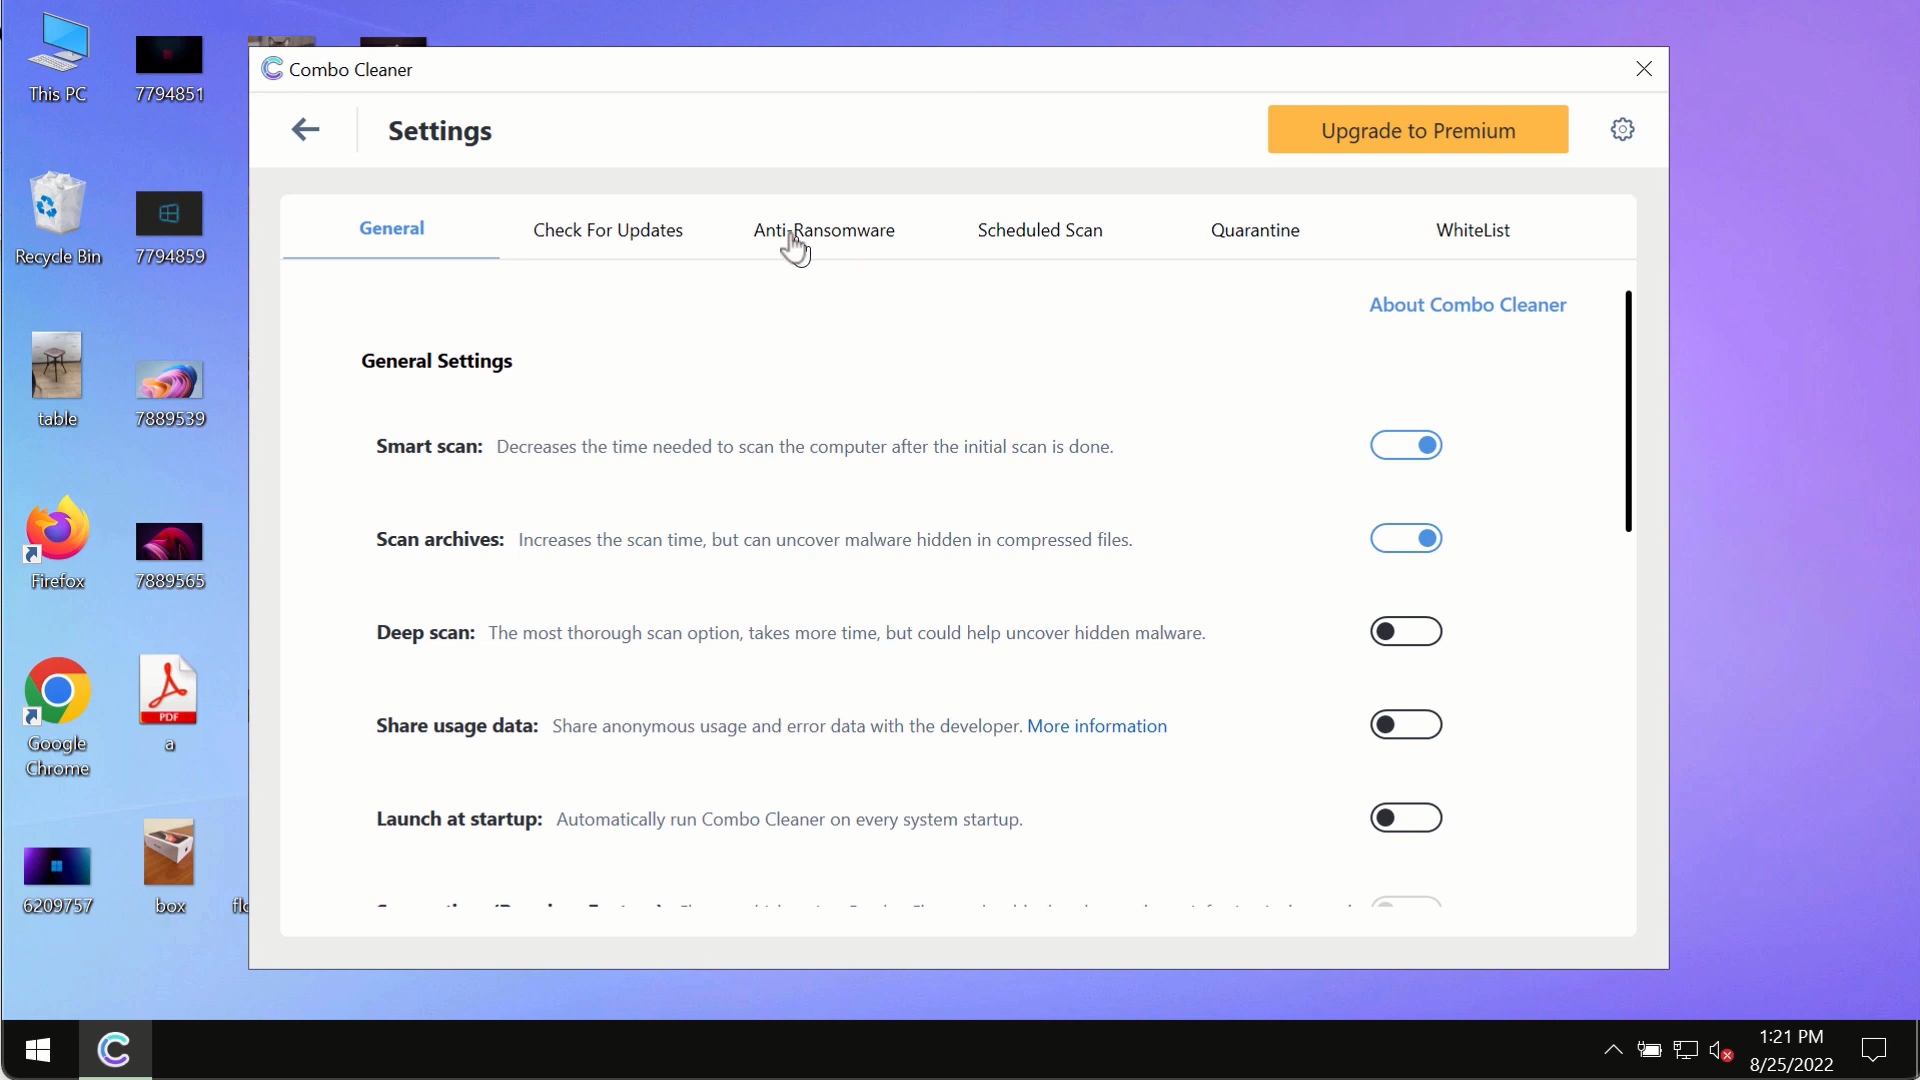 This PC
7794851
Recycle Bin
7794859
table
7889539
Firefox
7889565
Google
Chrome
PDF
a
6209757
box
Combo Cleaner
Settings
Upgrade to Premium
General
Check For Updates
Anti-Ransomware
Scheduled Scan
Quarantine
WhiteList
About Combo Cleaner
General Settings
Smart scan: Decreases the time needed to scan the computer after the initial scan is done.
Scan archives: Increases the scan time, but can uncover malware hidden in compressed files.
Deep scan: The most thorough scan option, takes more time, but could help uncover hidden malware.
Share usage data: Share anonymous usage and error data with the developer. More information
Launch at startup: Automatically run Combo Cleaner on every system startup.
1:21 PM
8/25/2022